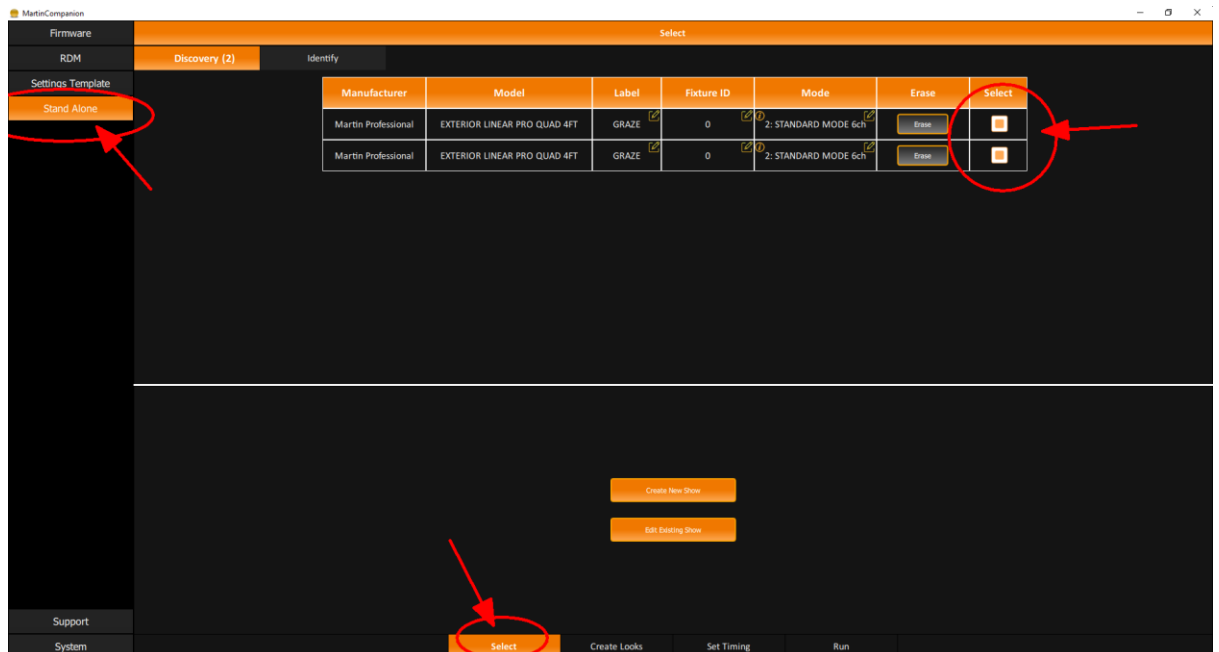 MartinCompanion
Firmware
Select
RDM
Discovery (2)
Identify
Settings Template
Stand Alone
Manufacturer Model Label Fixture ID Mode Erase Select
Martin Professional EXTERIOR LINEAR PRO QUAD 4FT GRAZE 0 2: STANDARD MODE 6ch Erase
Martin Professional EXTERIOR LINEAR PRO QUAD 4FT GRAZE 0 2: STANDARD MODE 6ch Erase
Create New Show
Edit Existing Show
Support
System
Select Create Looks Set Timing Run